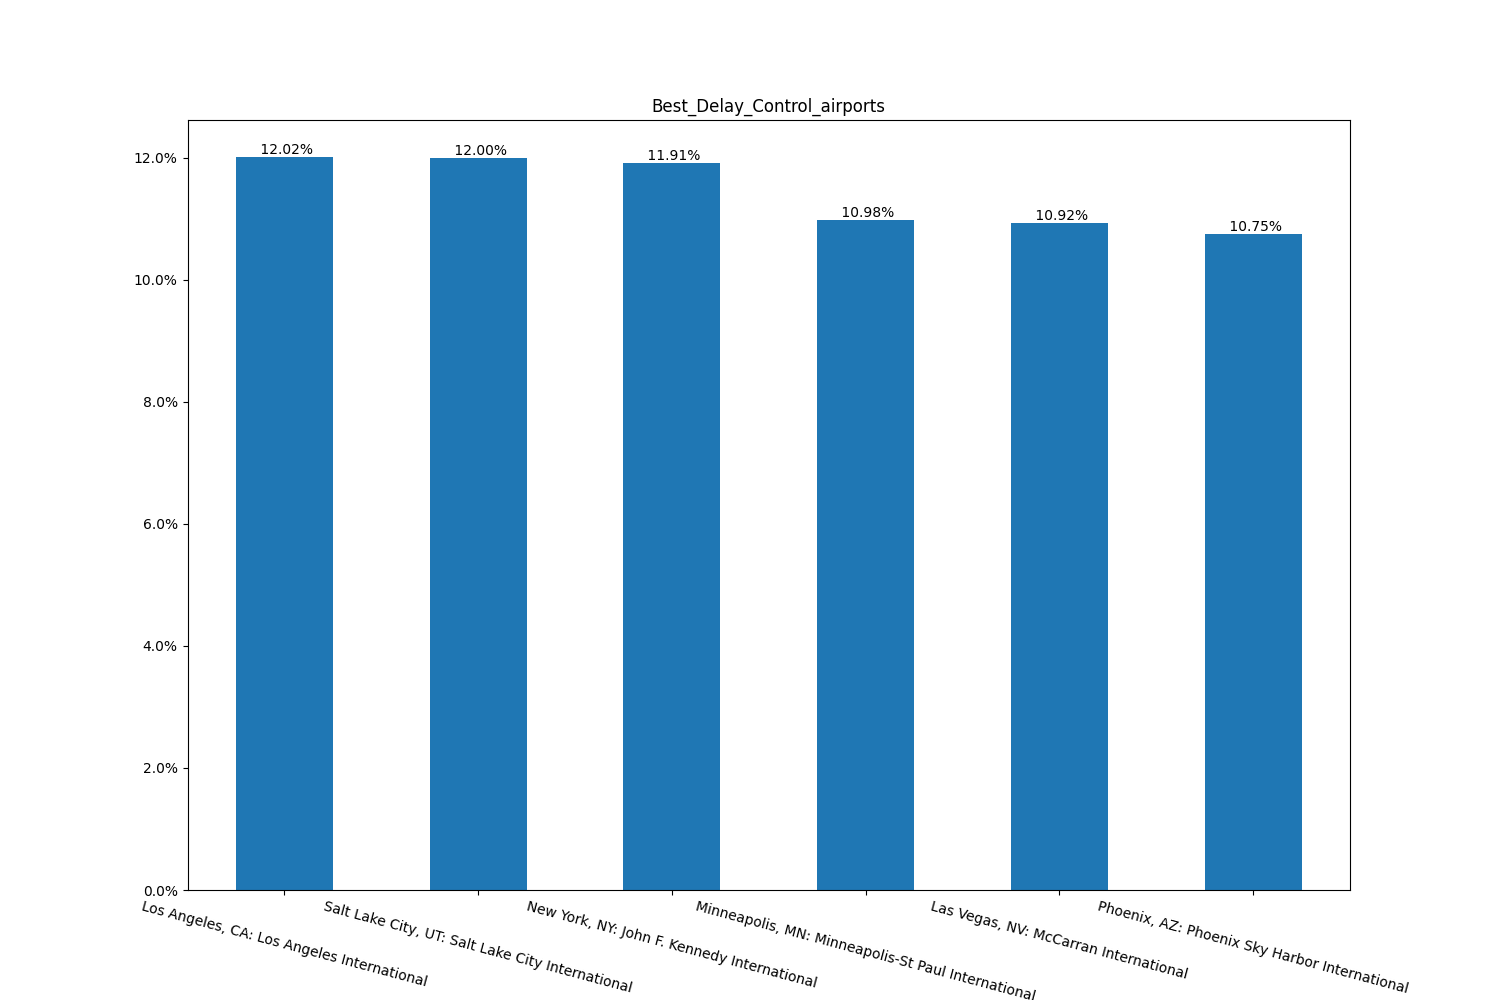 Best_Delay_Control_airports
12.02%
12.00%
11.91%
10.98%
10.92%
10.75%
12.0%
10.0%
8.0%
6.0%
4.0%
2.0%
0.0%
Los Angeles, CA: Los Angeles International
Salt Lake City, UT: Salt Lake City International
New York, NY: John F. Kennedy International
Minneapolis, MN: Minneapolis-St Paul International
Las Vegas, NV: McCarran International
Phoenix, AZ: Phoenix Sky Harbor International